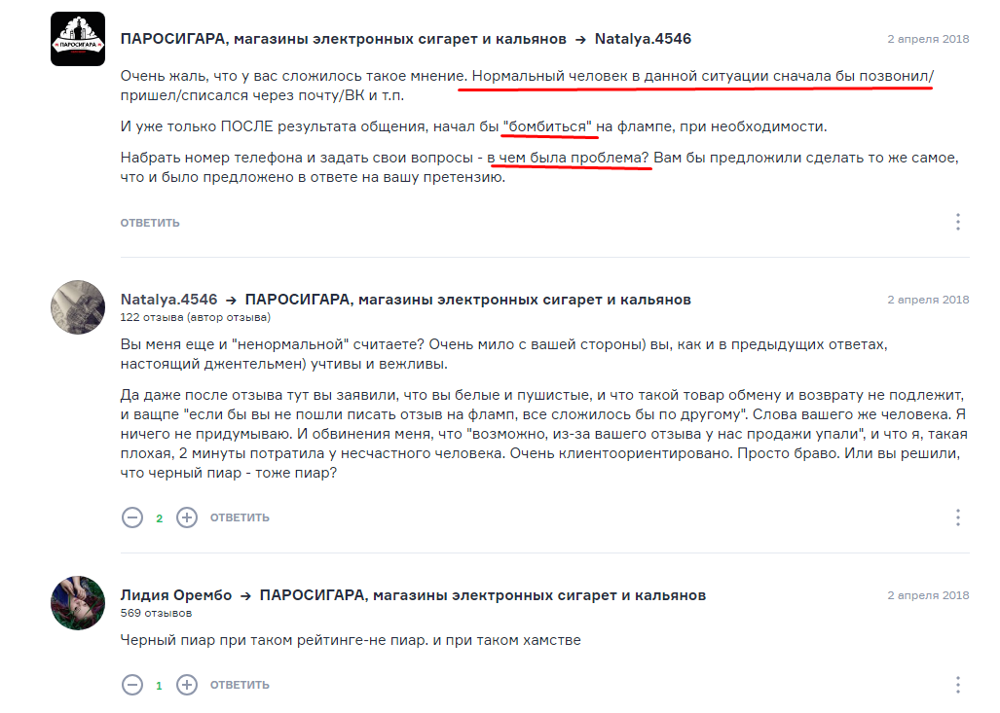 ПАРОСИГАРА
ПАРОСИГАРА, магазины электронных сигарет и кальянов → Natalya.4546
2 апреля 2018
Очень жаль, что у вас сложилось такое мнение. Нормальный человек в данной ситуации сначала бы позвонил/
пришел/списался через почту/ВК и т.п.
И уже только ПОСЛЕ результата общения, начал бы "бомбиться" на флампе, при необходимости.
Набрать номер телефона и задать свои вопросы - в чем была проблема? Вам бы предложили сделать то же самое,
что и было предложено в ответе на вашу претензию.
ОТВЕТИТЬ
Natalya.4546 → ПАРОСИГАРА, магазины электронных сигарет и кальянов
2 апреля 2018
122 отзыва (автор отзыва)
Вы меня еще и "ненормальной" считаете? Очень мило с вашей стороны) вы, как и в предыдущих ответах,
настоящий джентельмен) учтивы и вежливы.
Да даже после отзыва тут вы заявили, что вы белые и пушистые, и что такой товар обмену и возврату не подлежит,
и ващпе "если бы вы не пошли писать отзыв на фламп, все сложилось бы по другому". Слова вашего же человека. Я
ничего не придумываю. И обвинения меня, что "возможно, из-за вашего отзыва у нас продажи упали", и что я, такая
плохая, 2 минуты потратила у несчастного человека. Очень клиентоориентировано. Просто браво. Или вы решили,
что черный пиар - тоже пиар?
2 ОТВЕТИТЬ
Лидия Орембо → ПАРОСИГАРА, магазины электронных сигарет и кальянов
2 апреля 2018
569 отзывов
Черный пиар при таком рейтинге-не пиар. и при таком хамстве
1 ОТВЕТИТЬ